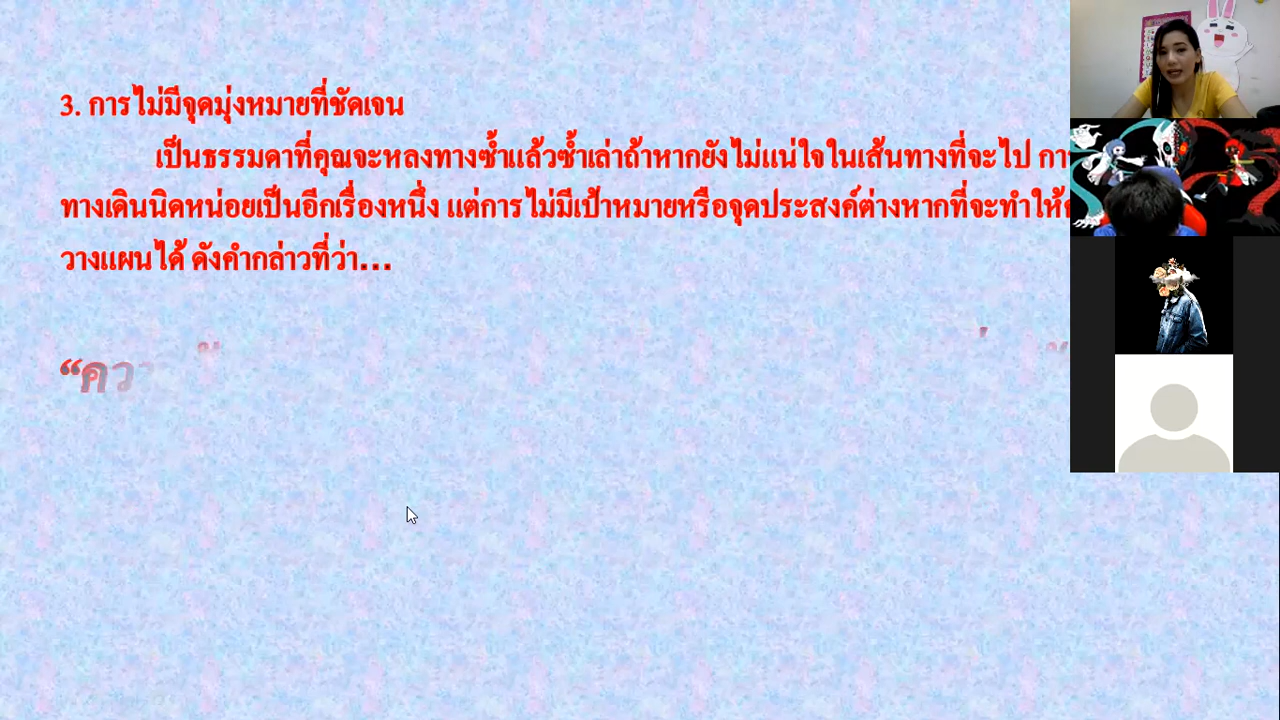 3. การไม่มีจุดมุ่งหมายที่ชัดเจน
เป็นธรรมดาที่คุณจะหลงทางซ้ำแล้วซ้ำเล่าถ้าหากยังไม่แน่ใจในเส้นทางที่จะไป
ทางเดินนิดหน่อยเป็นอีกเรื่องหนึ่ง แต่การไม่มีเป้าหมายหรือจุดประสงค์ต่างหากที่จะทำให้
วางแผนได้ ดังคำกล่าวที่ว่า...